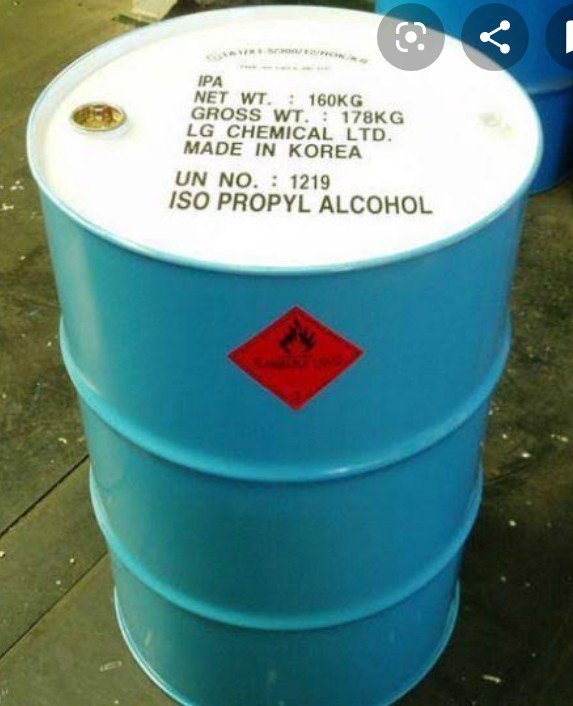 IPA
NET WT. : 160KG
GROSS WT. : 178KG
LG CHEMICAL LTD.
MADE IN KOREA
UN NO. : 1219
ISO PROPYL ALCOHOL
3